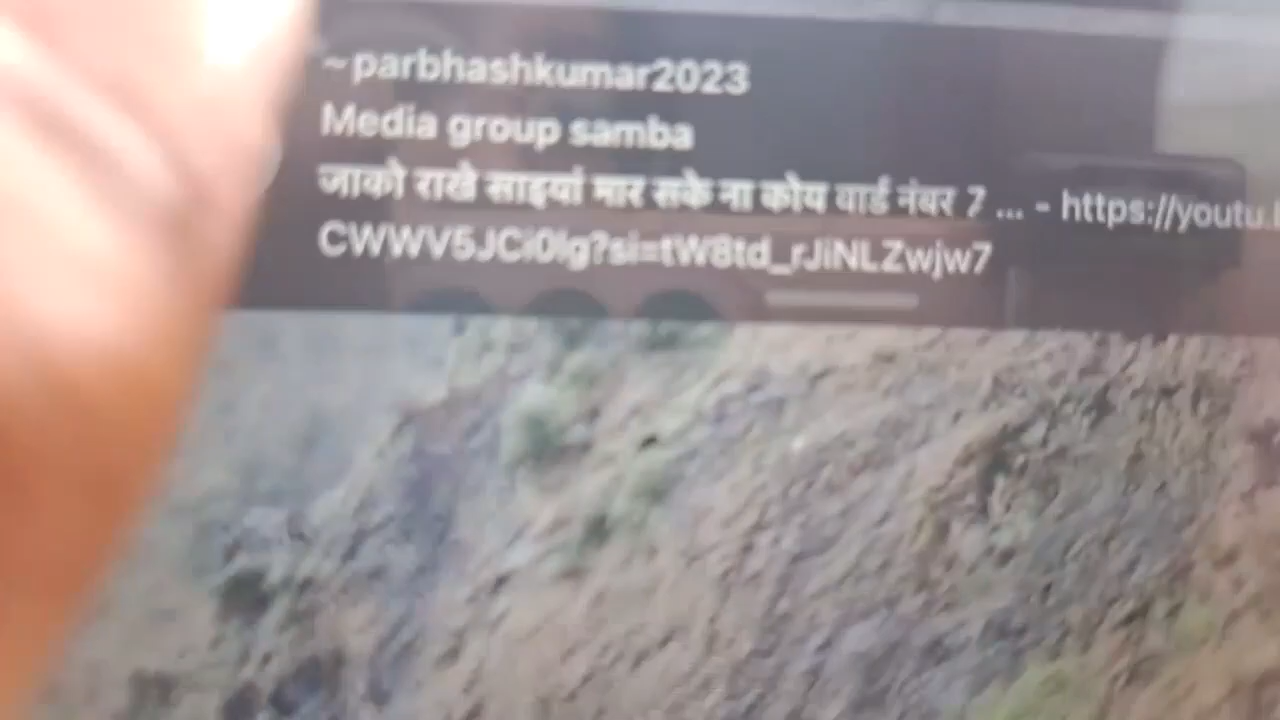 ~parbhashkumar2023
Media group samba
जाको राखे साइयां मार सके ना कोय वार्ड नंबर 7 ... - https://youtu.b
CWWV5JCi0lg?si=tW8td_rJiNLZwjw7